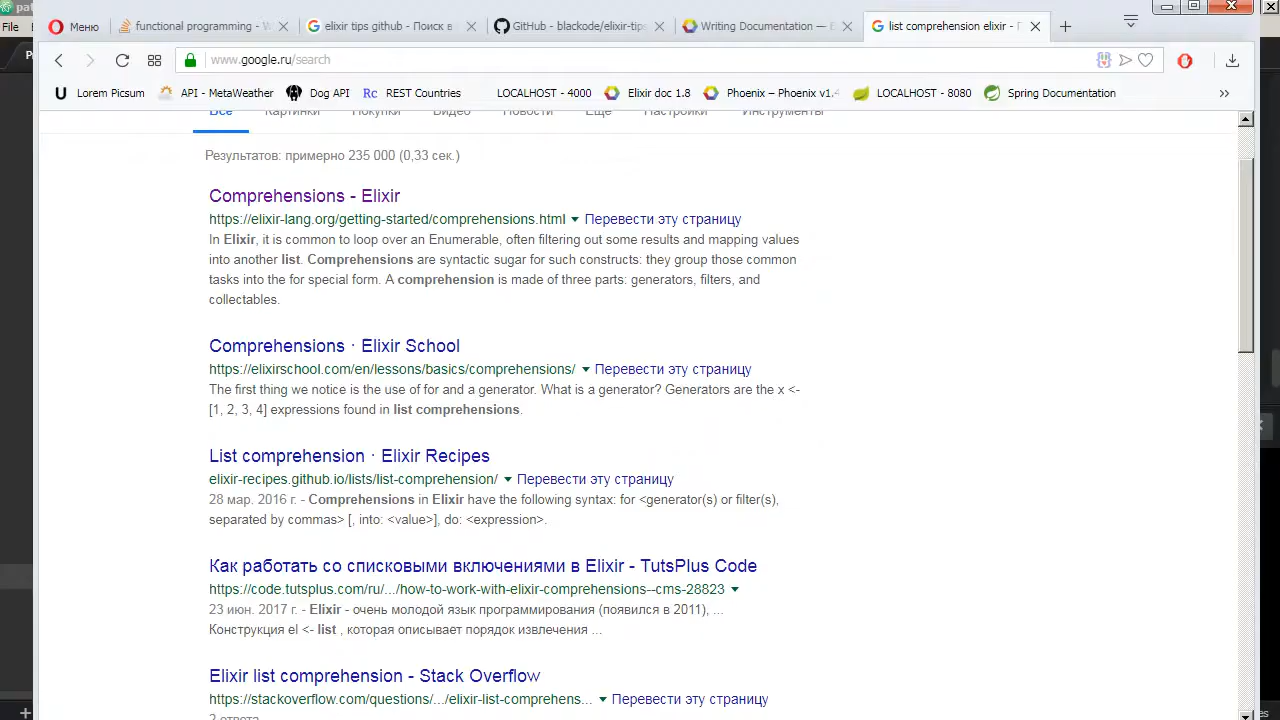 File
Меню
functional programming - W
elixir tips github - Поиск в
GitHub - blackode/elixir-tip
Writing Documentation — E
list comprehension elixir - Г
www.google.ru/search
Lorem Picsum
API - MetaWeather
Dog API
Rc REST Countries
LOCALHOST - 4000
Elixir doc 1.8
Phoenix – Phoenix v1.4
LOCALHOST - 8080
Spring Documentation
Все Картинки Покупки Видео Новости Ещё Настройки Инструменты
Результатов: примерно 235 000 (0,33 сек.)
Comprehensions - Elixir
https://elixir-lang.org/getting-started/comprehensions.html Перевести эту страницу
In Elixir, it is common to loop over an Enumerable, often filtering out some results and mapping values
into another list. Comprehensions are syntactic sugar for such constructs: they group those common
tasks into the for special form. A comprehension is made of three parts: generators, filters, and
collectables.
Comprehensions · Elixir School
https://elixirschool.com/en/lessons/basics/comprehensions/ Перевести эту страницу
The first thing we notice is the use of for and a generator. What is a generator? Generators are the x <-
[1, 2, 3, 4] expressions found in list comprehensions.
List comprehension · Elixir Recipes
elixir-recipes.github.io/lists/list-comprehension/ Перевести эту страницу
28 мар. 2016 г. - Comprehensions in Elixir have the following syntax: for <generator(s) or filter(s),
separated by commas> [, into: <value>], do: <expression>.
Как работать со списковыми включениями в Elixir - TutsPlus Code
https://code.tutsplus.com/ru/.../how-to-work-with-elixir-comprehensions--cms-28823
23 июн. 2017 г. - Elixir - очень молодой язык программирования (появился в 2011), ...
Конструкция el <- list , которая описывает порядок извлечения ...
Elixir list comprehension - Stack Overflow
https://stackoverflow.com/questions/.../elixir-list-comprehens... Перевести эту страницу
2 ответа